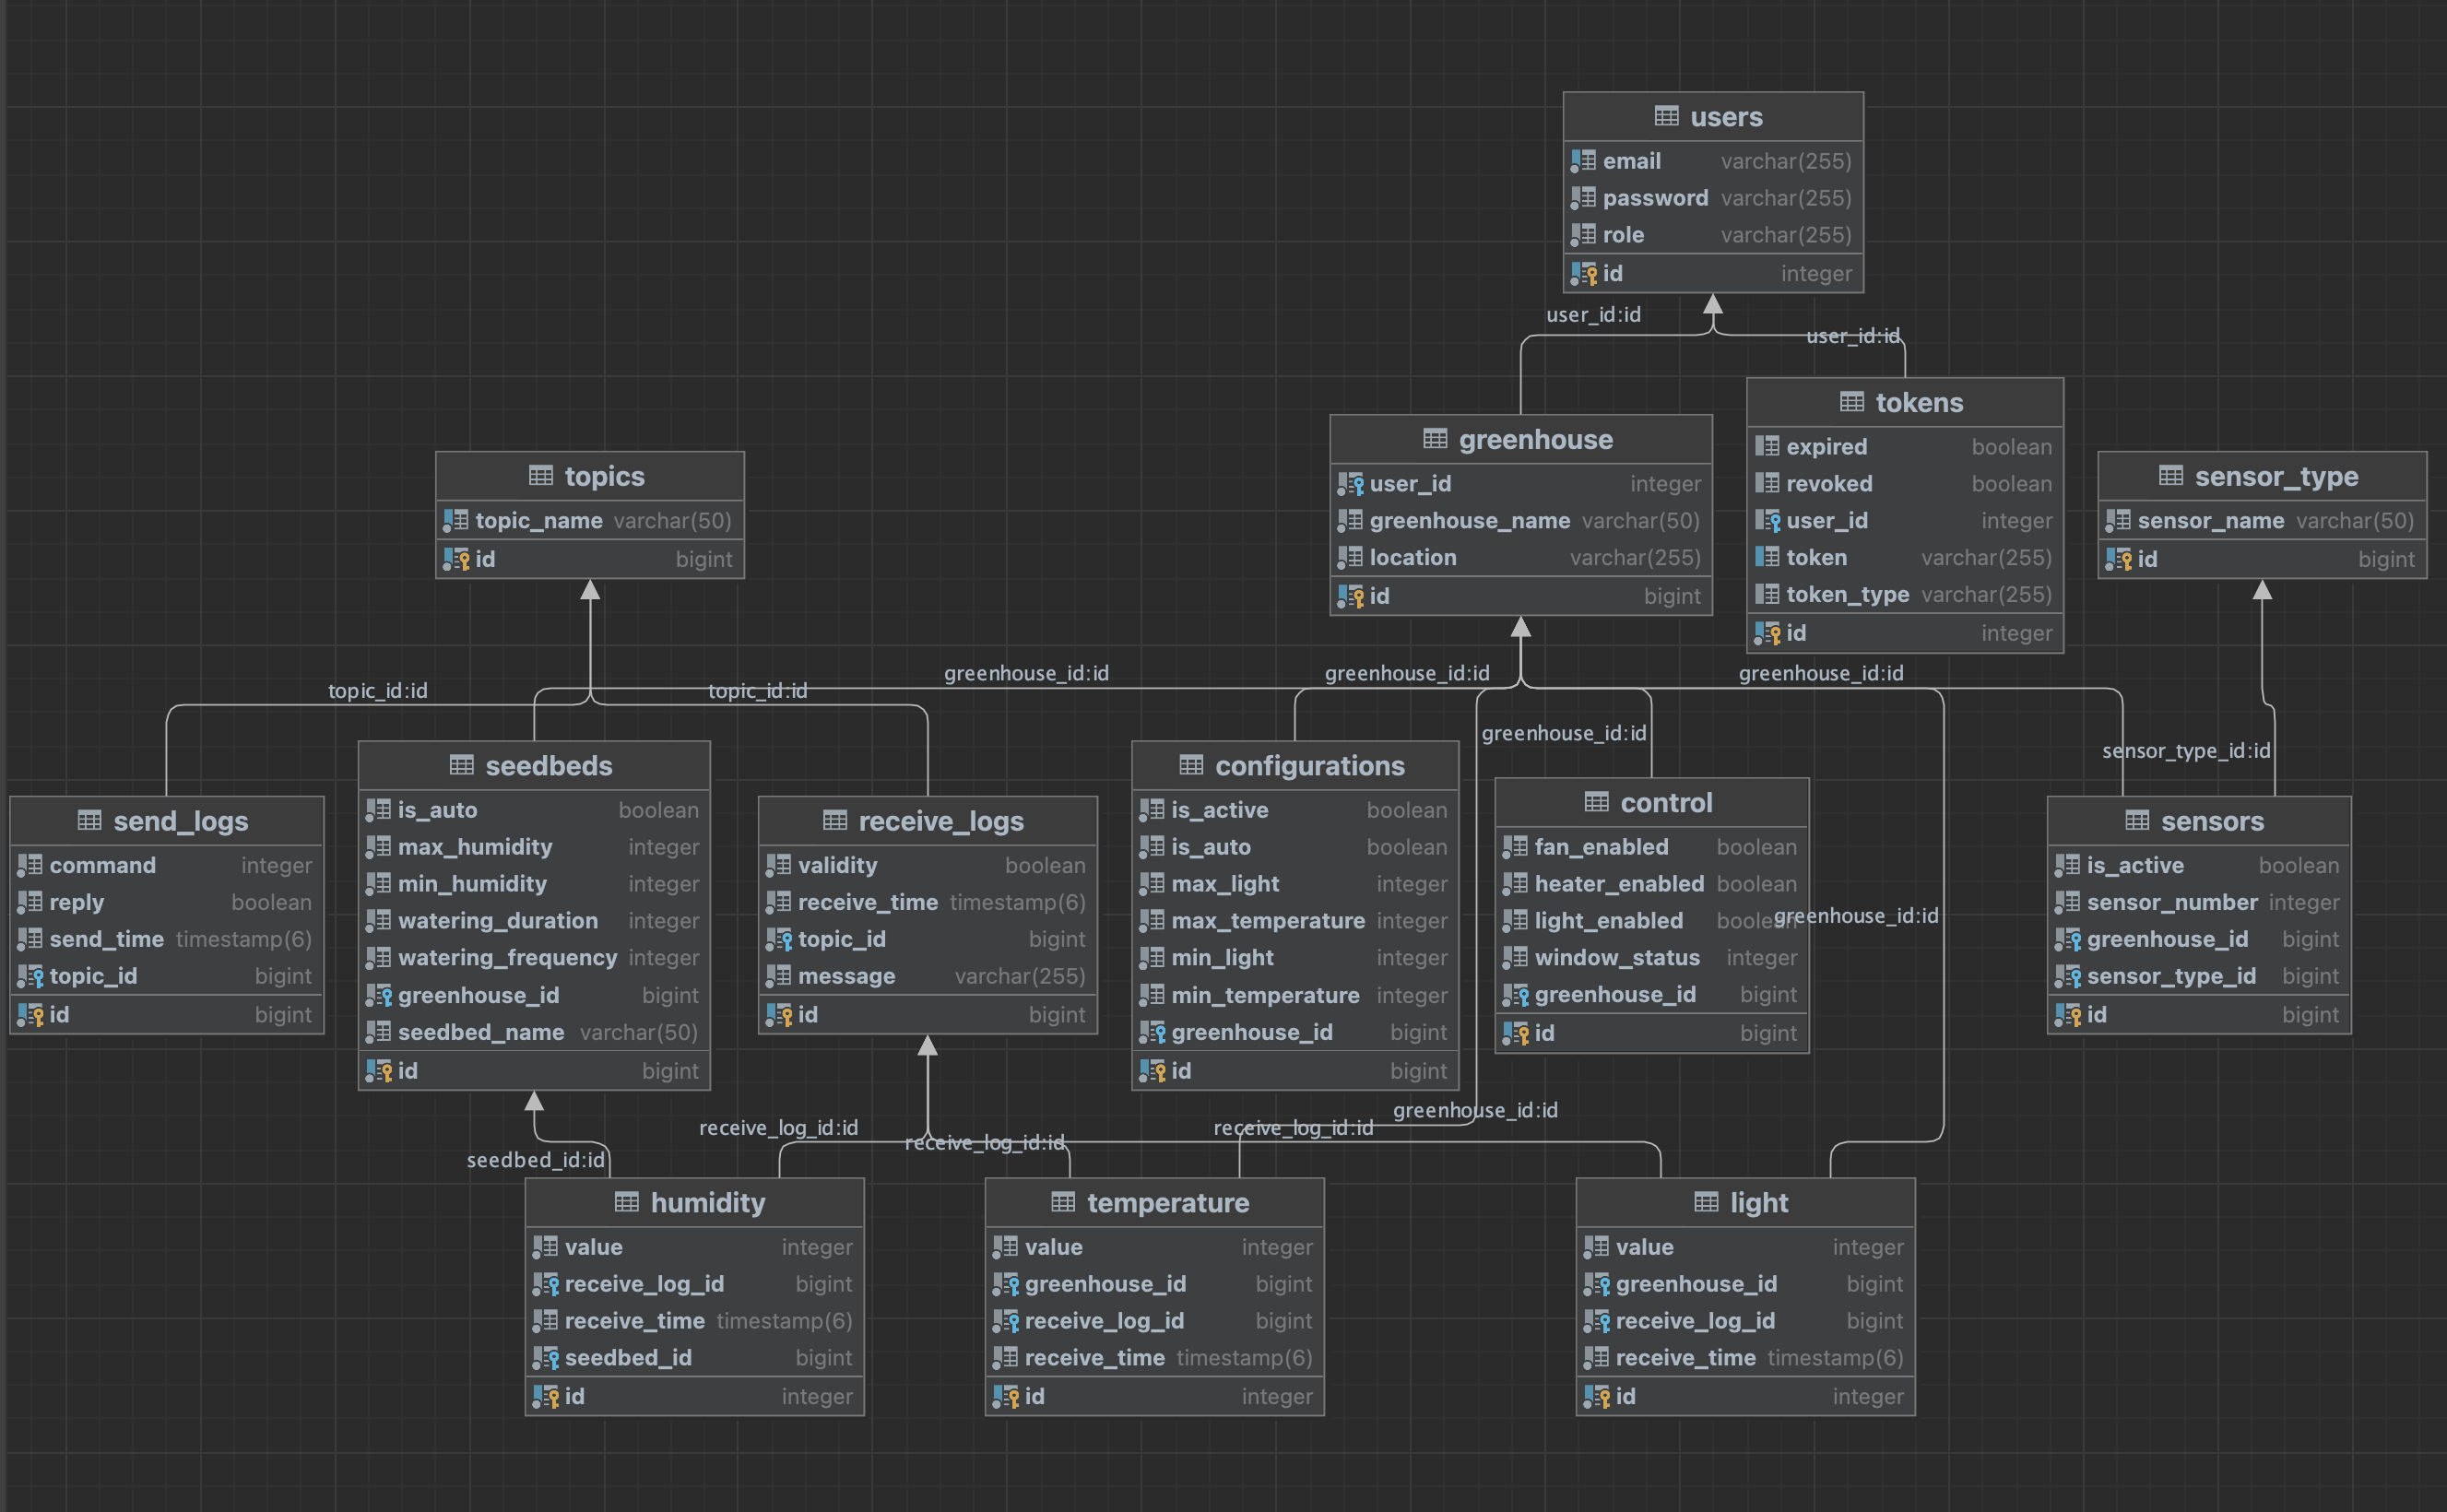 users
email varchar(255)
password varchar(255)
role varchar(255)
id integer
user_id:id
user_id:id
tokens
expired boolean
revoked boolean
user_id integer
token varchar(255)
token_type varchar(255)
id integer
greenhouse
user_id integer
greenhouse_name varchar(50)
location varchar(255)
id bigint
topics
topic_name varchar(50)
id bigint
sensor_type
sensor_name varchar(50)
id bigint
greenhouse_id:id
greenhouse_id:id
greenhouse_id:id
topic_id:id
topic_id:id
greenhouse_id:id
sensor_type_id:id
send_logs
command integer
reply boolean
send_time timestamp(6)
topic_id bigint
id bigint
seedbeds
is_auto boolean
max_humidity integer
min_humidity integer
watering_duration integer
watering_frequency integer
greenhouse_id bigint
seedbed_name varchar(50)
id bigint
receive_logs
validity boolean
receive_time timestamp(6)
topic_id bigint
message varchar(255)
id bigint
configurations
is_active boolean
is_auto boolean
max_light integer
max_temperature integer
min_light integer
min_temperature integer
greenhouse_id bigint
id bigint
control
fan_enabled boolean
heater_enabled boolean
light_enabled boolean
window_status integer
greenhouse_id bigint
id bigint
greenhouse_id:id
sensors
is_active boolean
sensor_number integer
greenhouse_id bigint
sensor_type_id bigint
id bigint
greenhouse_id:id
receive_log_id:id
receive_log_id:id
receive_log_id:id
seedbed_id:id
humidity
value integer
receive_log_id bigint
receive_time timestamp(6)
seedbed_id bigint
id integer
temperature
value integer
greenhouse_id bigint
receive_log_id bigint
receive_time timestamp(6)
id integer
light
value integer
greenhouse_id bigint
receive_log_id bigint
receive_time timestamp(6)
id integer